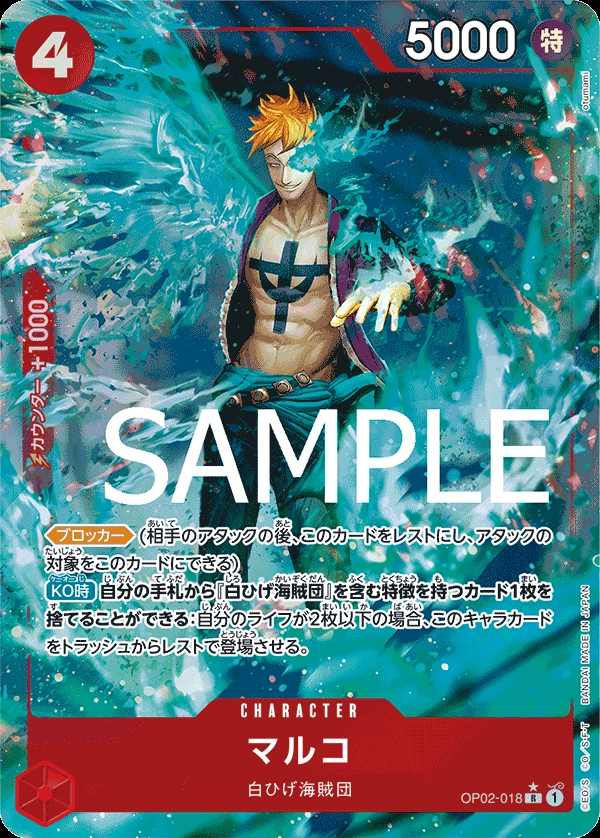 4
5000
特
otumami
カウンター+1000
SAMPLE
ブロッカー (相手のアタックの後、このカードをレストにし、アタックの
対象をこのカードにできる)
KO時 自分の手札から『白ひげ海賊団』を含む特徴を持つカード1枚を
捨てることができる:自分のライフが2枚以下の場合、このキャラカード
をトラッシュからレストで登場させる。
CHARACTER
マルコ
白ひげ海賊団
OP02-018 R 1
©E.O/S ©O/S・F・T BANDAI MADE IN JAPAN